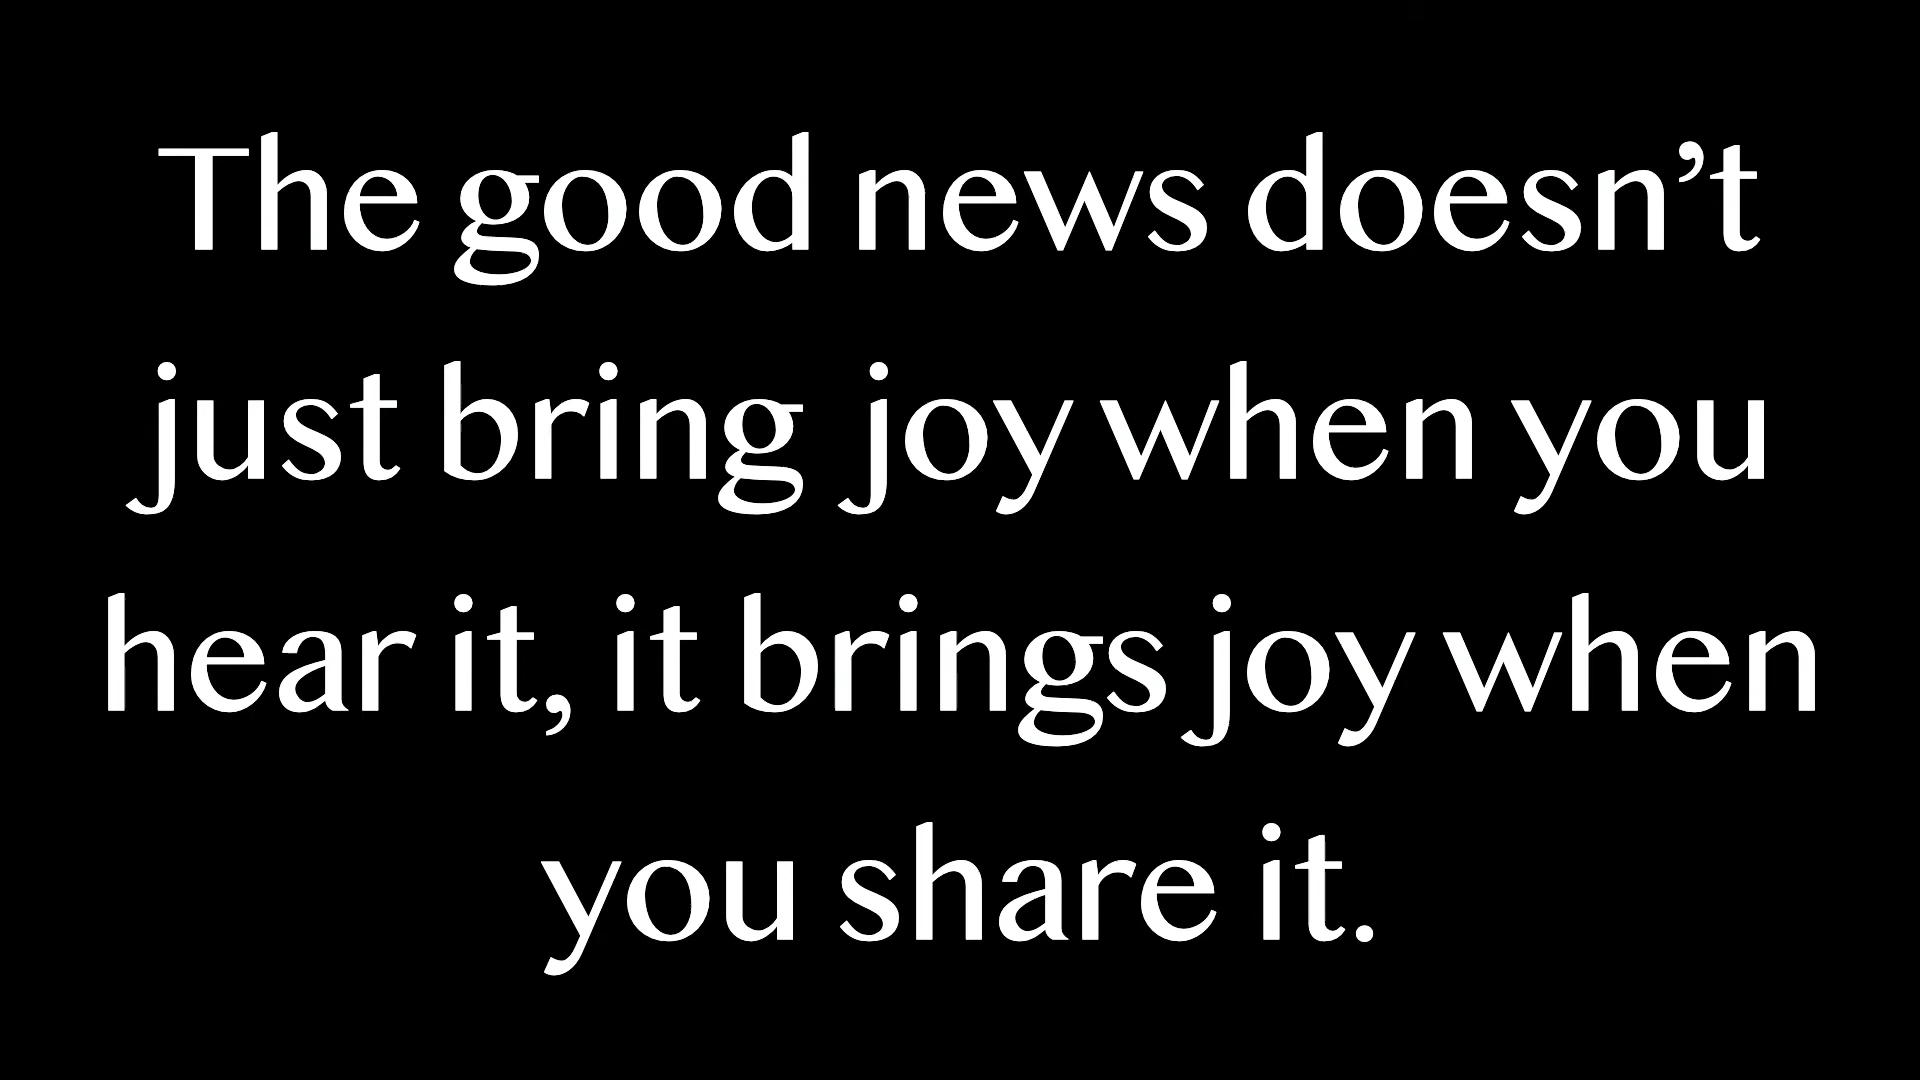 The good news doesn’t
just bring joy when you
hear it, it brings joy when
you share it.